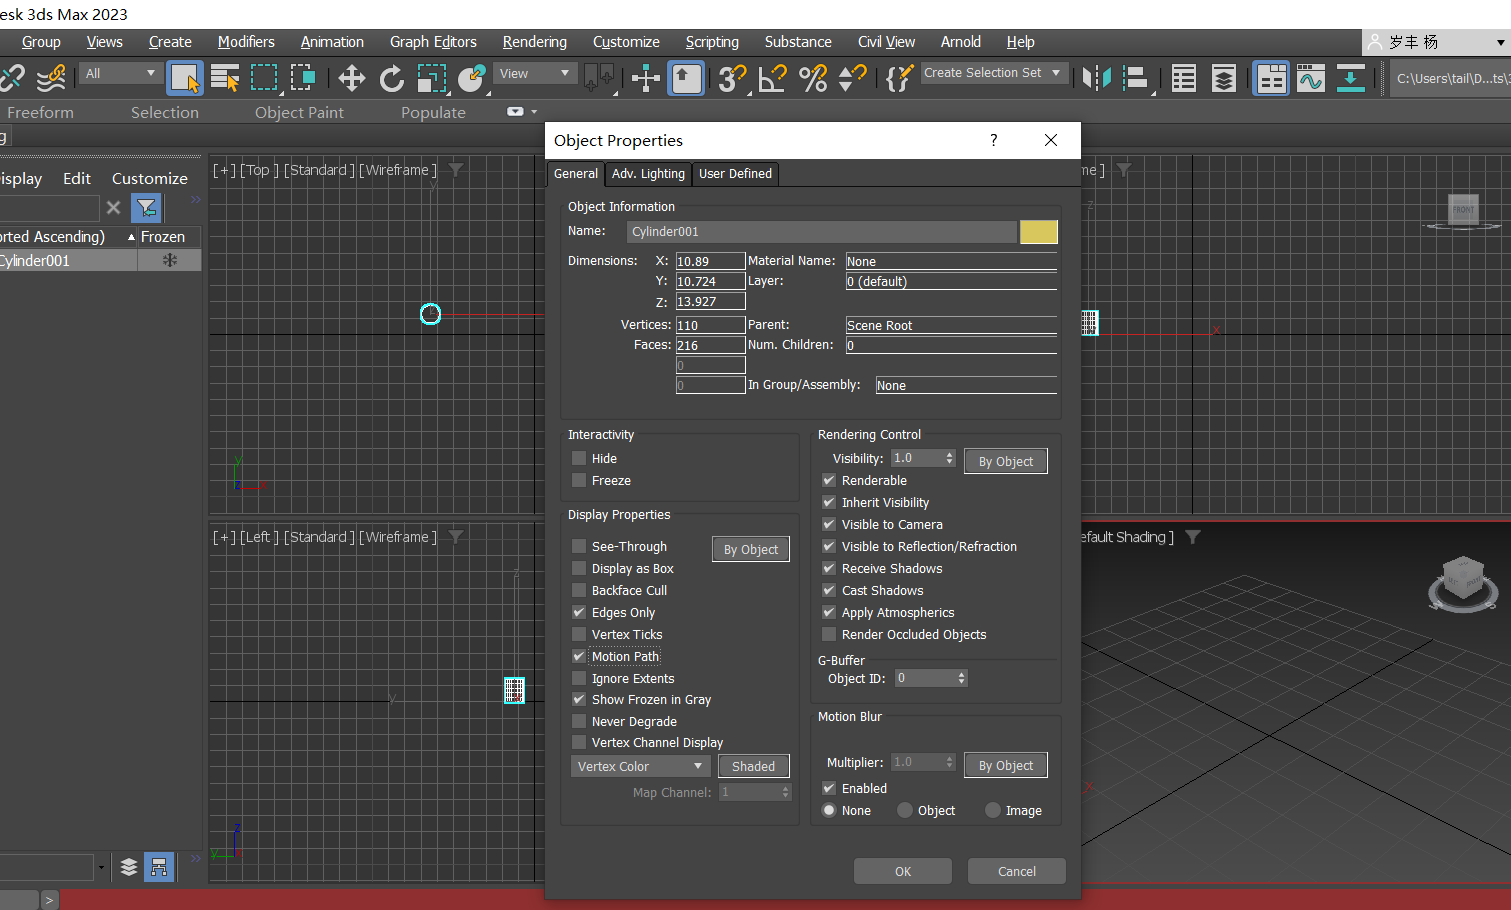 esk 3ds Max 2023
Group Views Create Modifiers Animation Graph Editors Rendering Customize Scripting Substance Civil View Arnold Help 岁丰 杨
All View Create Selection Set C:\Users\tail\D...ts\3
Freeform Selection Object Paint Populate
g
Object Properties ? ×
isplay Edit Customize
[+] [Top ] [Standard ] [Wireframe ]
me ]
General Adv. Lighting User Defined
Object Information
Name: Cylinder001
FRONT
orted Ascending) Frozen
Cylinder001
Dimensions: X: 10.89 Material Name: None
Y: 10.724 Layer: 0 (default)
Z: 13.927
Vertices: 110 Parent: Scene Root
Faces: 216 Num. Children: 0
0
0 In Group/Assembly: None
Interactivity
Hide
Freeze
Rendering Control
Visibility: 1.0 By Object
Renderable
Inherit Visibility
Visible to Camera
Visible to Reflection/Refraction
Receive Shadows
Cast Shadows
Apply Atmospherics
Render Occluded Objects
G-Buffer
Object ID: 0
Display Properties
See-Through By Object
Display as Box
Backface Cull
Edges Only
Vertex Ticks
Motion Path
Ignore Extents
Show Frozen in Gray
Never Degrade
Vertex Channel Display
Vertex Color Shaded
Map Channel: 1
Motion Blur
Multiplier: 1.0 By Object
Enabled
None Object Image
[+] [Left ] [Standard ] [Wireframe ]
efault Shading ]
OK Cancel
>